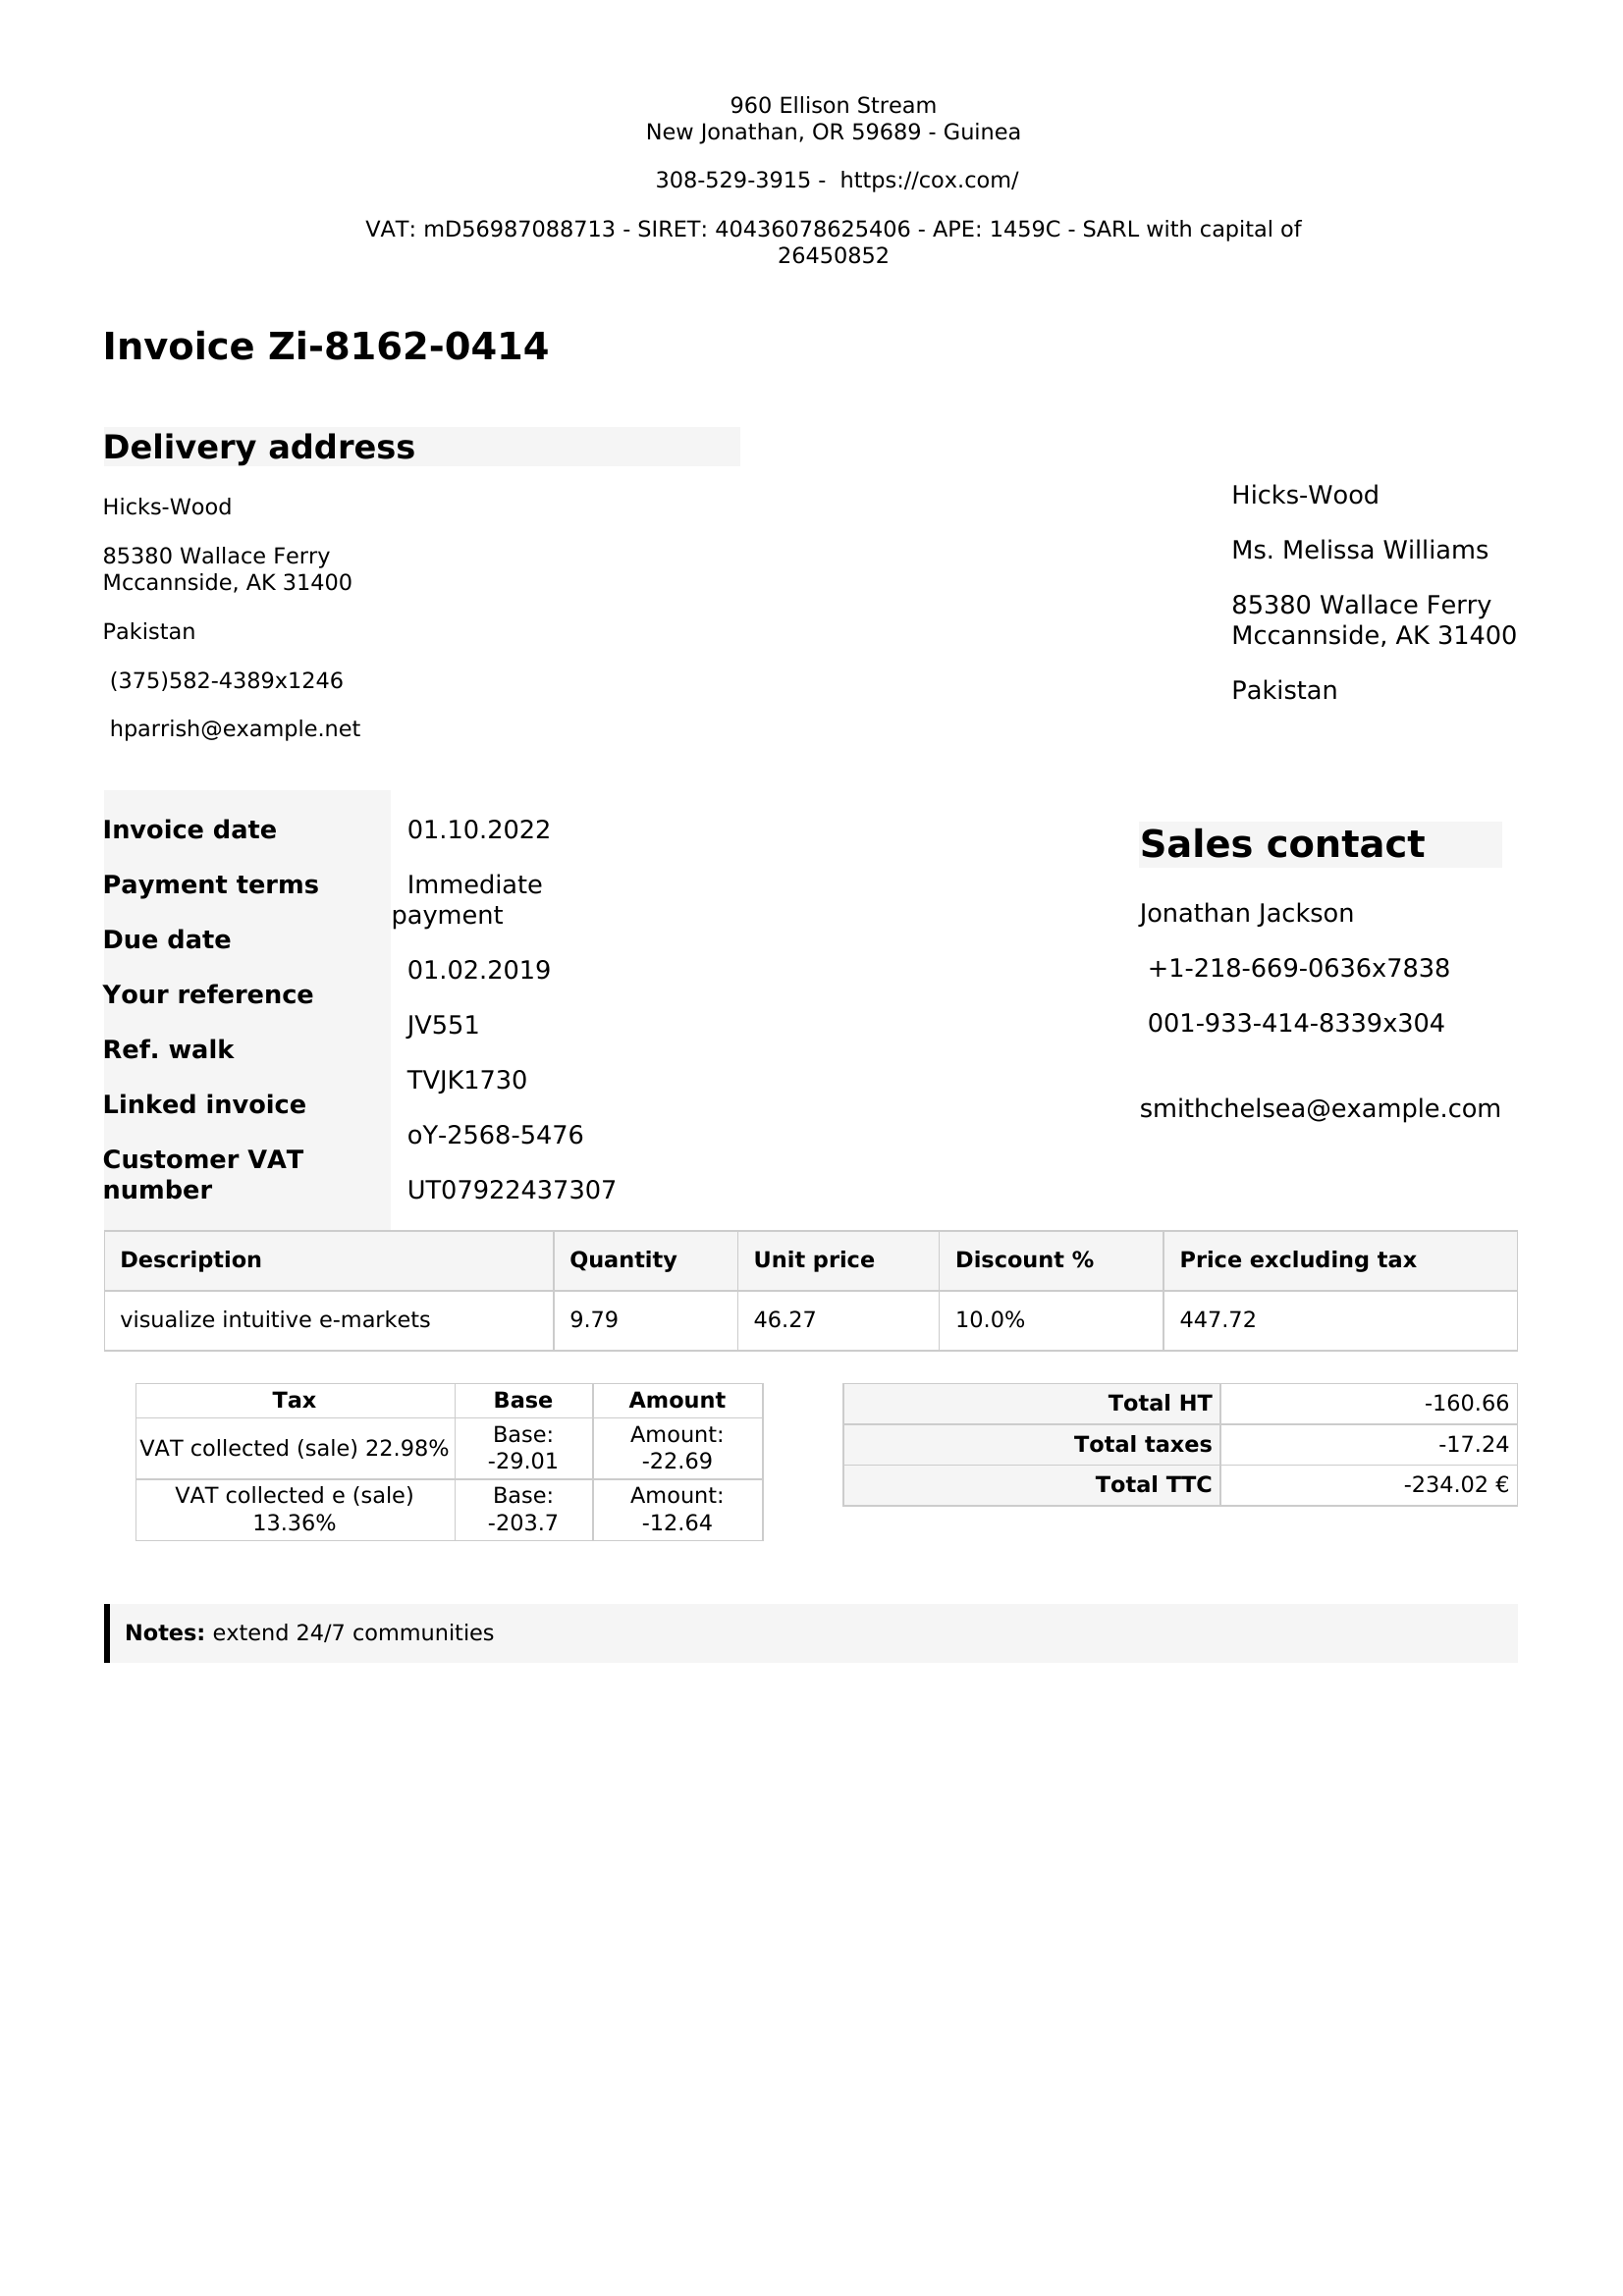 960 Ellison Stream
New Jonathan, OR 59689 - Guinea
308-529-3915 - https://cox.com/
VAT: mD56987088713 - SIRET: 40436078625406 - APE: 1459C - SARL with capital of
26450852
Invoice Zi-8162-0414
Delivery address
Hicks-Wood
85380 Wallace Ferry
Mccannside, AK 31400
Pakistan
(375)582-4389x1246
hparrish@example.net
Hicks-Wood
Ms. Melissa Williams
85380 Wallace Ferry
Mccannside, AK 31400
Pakistan
Invoice date
Payment terms
Due date
Your reference
Ref. walk
Linked invoice
Customer VAT
number
01.10.2022
Immediate
payment
01.02.2019
JV551
TVJK1730
oY-2568-5476
UT07922437307
Sales contact
Jonathan Jackson
+1-218-669-0636x7838
001-933-414-8339x304
smithchelsea@example.com
Description Quantity Unit price Discount % Price excluding tax
visualize intuitive e-markets 9.79 46.27 10.0% 447.72
Tax Base Amount
VAT collected (sale) 22.98% Base: -29.01 Amount: -22.69
VAT collected e (sale) 13.36% Base: -203.7 Amount: -12.64
Total HT -160.66
Total taxes -17.24
Total TTC -234.02 €
Notes: extend 24/7 communities